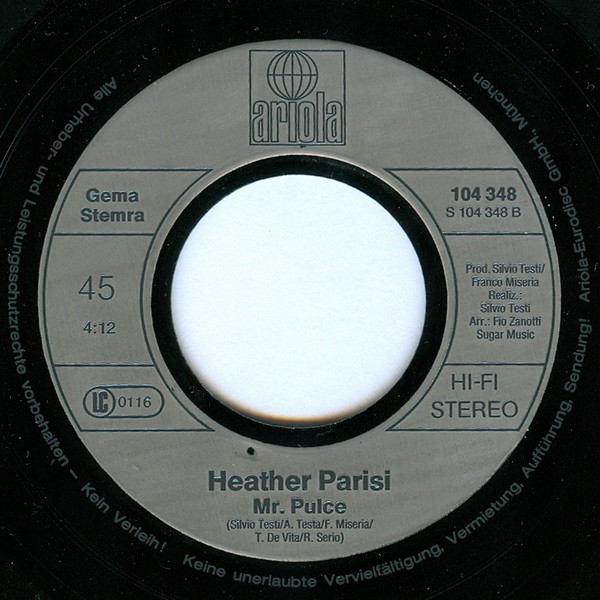 ariola
Gema
Stemra
45
4:12
LC 0116
104 348
S 104 348 B
Prod. Silvio Testi/
Franco Miseria
Realiz.:
Silvio Testi
Arr.: Fio Zanotti
Sugar Music
HI-FI
STEREO
Heather Parisi
Mr. Pulce
(Silvio Testi/A. Testa/F. Miseria/
T. De Vita/R. Serio)
Alle Urheber- und Leistungsschutzrechte vorbehalten – Kein Verleih! Keine unerlaubte Vervielfältigung, Vermietung, Aufführung, Sendung! Ariola-Eurodisc GmbH, München